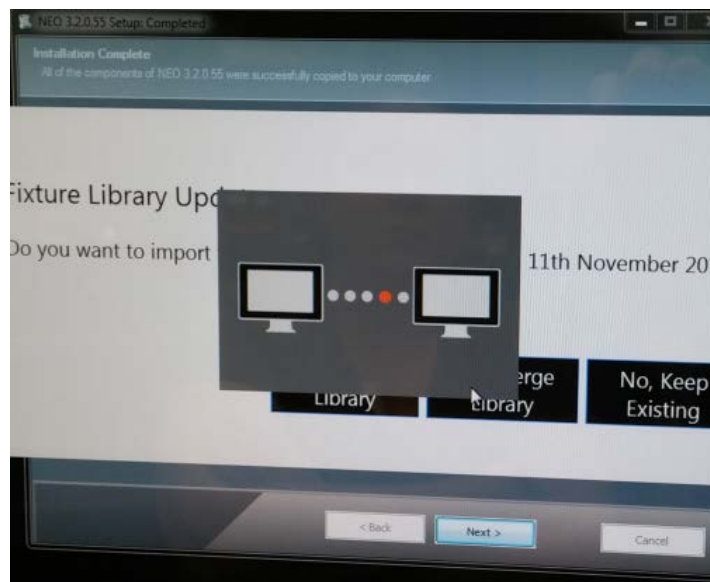 NEO 3.2.0.55 Setup: Completed
Installation Complete
All of the components of NEO 3.2.0.55 were successfully copied to your computer
Fixture Library Upd
Do you want to import
11th November 20
Library
erge
Library
No, Keep
Existing
< Back
Next >
Cancel